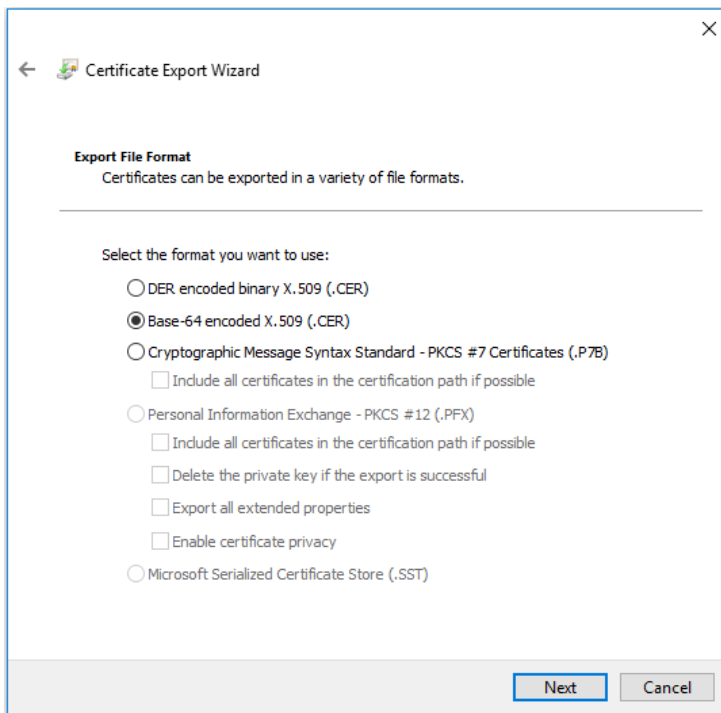 Certificate Export Wizard
Export File Format
Certificates can be exported in a variety of file formats.
Select the format you want to use:
DER encoded binary X.509 (.CER)
Base-64 encoded X.509 (.CER)
Cryptographic Message Syntax Standard - PKCS #7 Certificates (.P7B)
Include all certificates in the certification path if possible
Personal Information Exchange - PKCS #12 (.PFX)
Include all certificates in the certification path if possible
Delete the private key if the export is successful
Export all extended properties
Enable certificate privacy
Microsoft Serialized Certificate Store (.SST)
Next Cancel